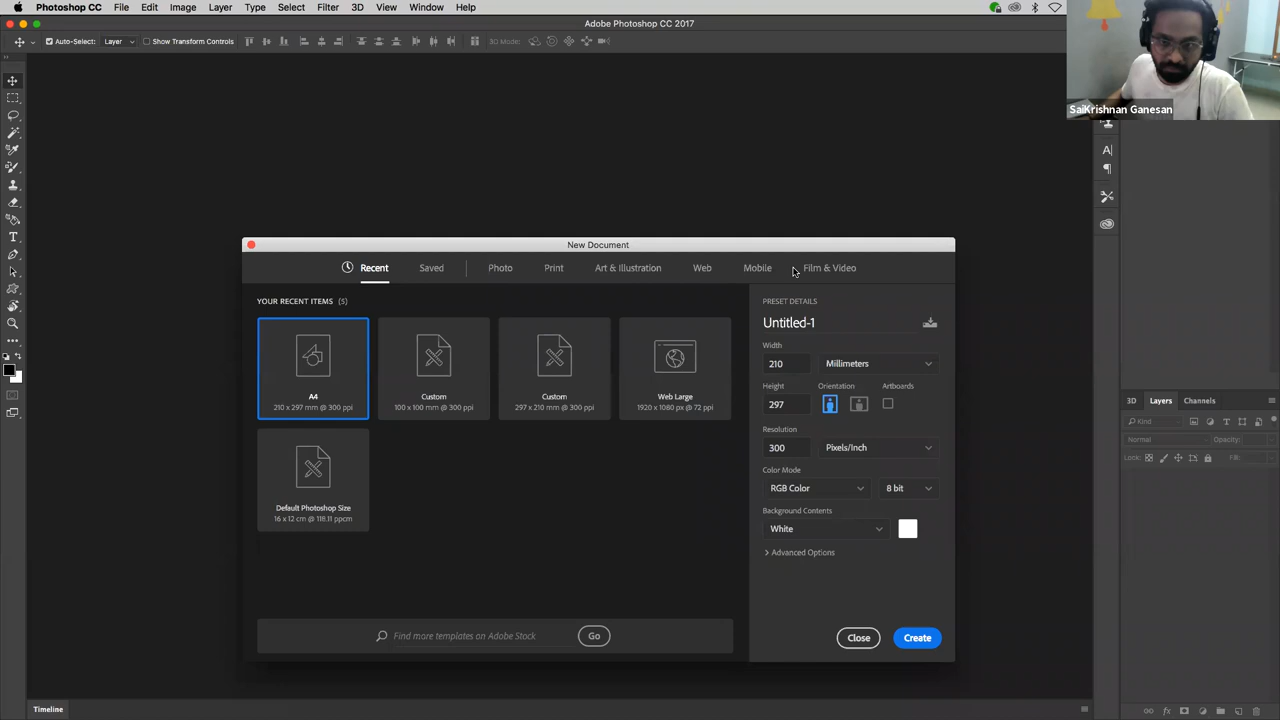 Photoshop CC File Edit Image Layer Type Select Filter 3D View Window Help
Adobe Photoshop CC 2017
Auto-Select: Layer Show Transform Controls 3D Mode:
SaiKrishnan Ganesan
New Document
Recent Saved Photo Print Art & Illustration Web Mobile Film & Video
YOUR RECENT ITEMS (5)
A4
210 x 297 mm @ 300 ppi
Custom
100 x 100 mm @ 300 ppi
Custom
297 x 210 mm @ 300 ppi
Web Large
1920 x 1080 px @ 72 ppi
Default Photoshop Size
16 x 12 cm @ 118.11 ppcm
Find more templates on Adobe Stock Go
PRESET DETAILS
Untitled-1
Width
210 Millimeters
Height Orientation Artboards
297
Resolution
300 Pixels/Inch
Color Mode
RGB Color 8 bit
Background Contents
White
Advanced Options
Close Create
3D Layers Channels
Kind
Normal Opacity:
Lock: Fill:
Timeline